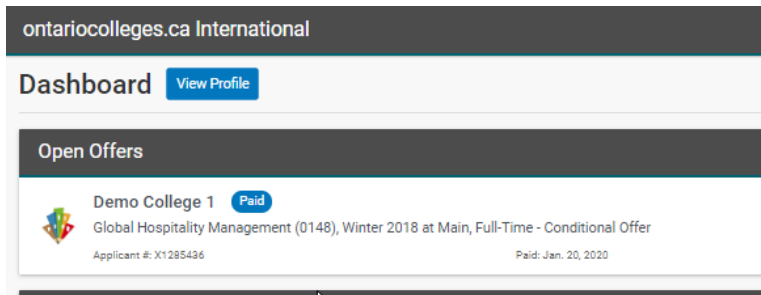 ontariocolleges.ca International
Dashboard View Profile
Open Offers
Demo College 1 Paid
Global Hospitality Management (0148), Winter 2018 at Main, Full-Time - Conditional Offer
Applicant #: X1285436 Paid: Jan. 20, 2020